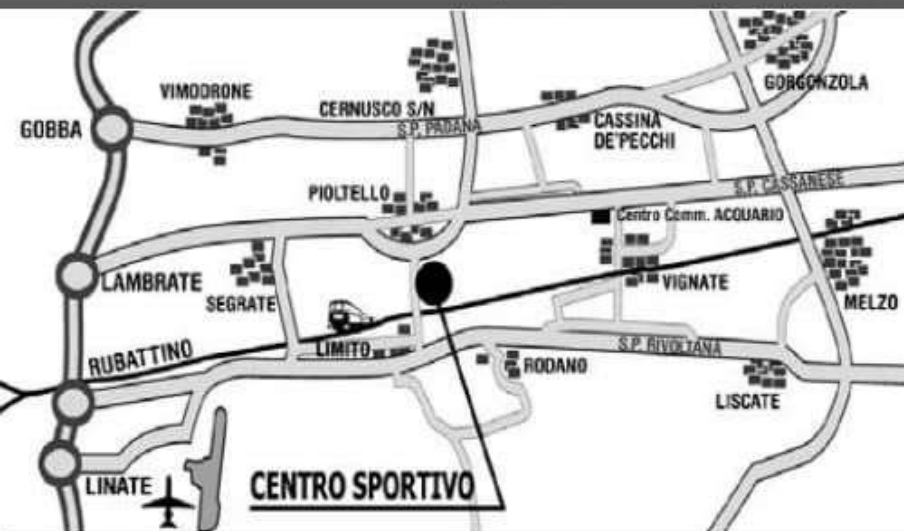 GORGONZOLA
VIMODRONE
CERNUSCO S/N
GOBBA
S.P. PADANA
CASSINA
DE'PECCHI
PIOLTELLO
S.P. CASSANESE
Centro Comm. ACQUARIO
LAMBRATE
SEGRATE
VIGNATE
MELZO
RUBATTINO
LIMITO
S.P. RIVOLTANA
RODANO
LISCATE
LINATE
CENTRO SPORTIVO